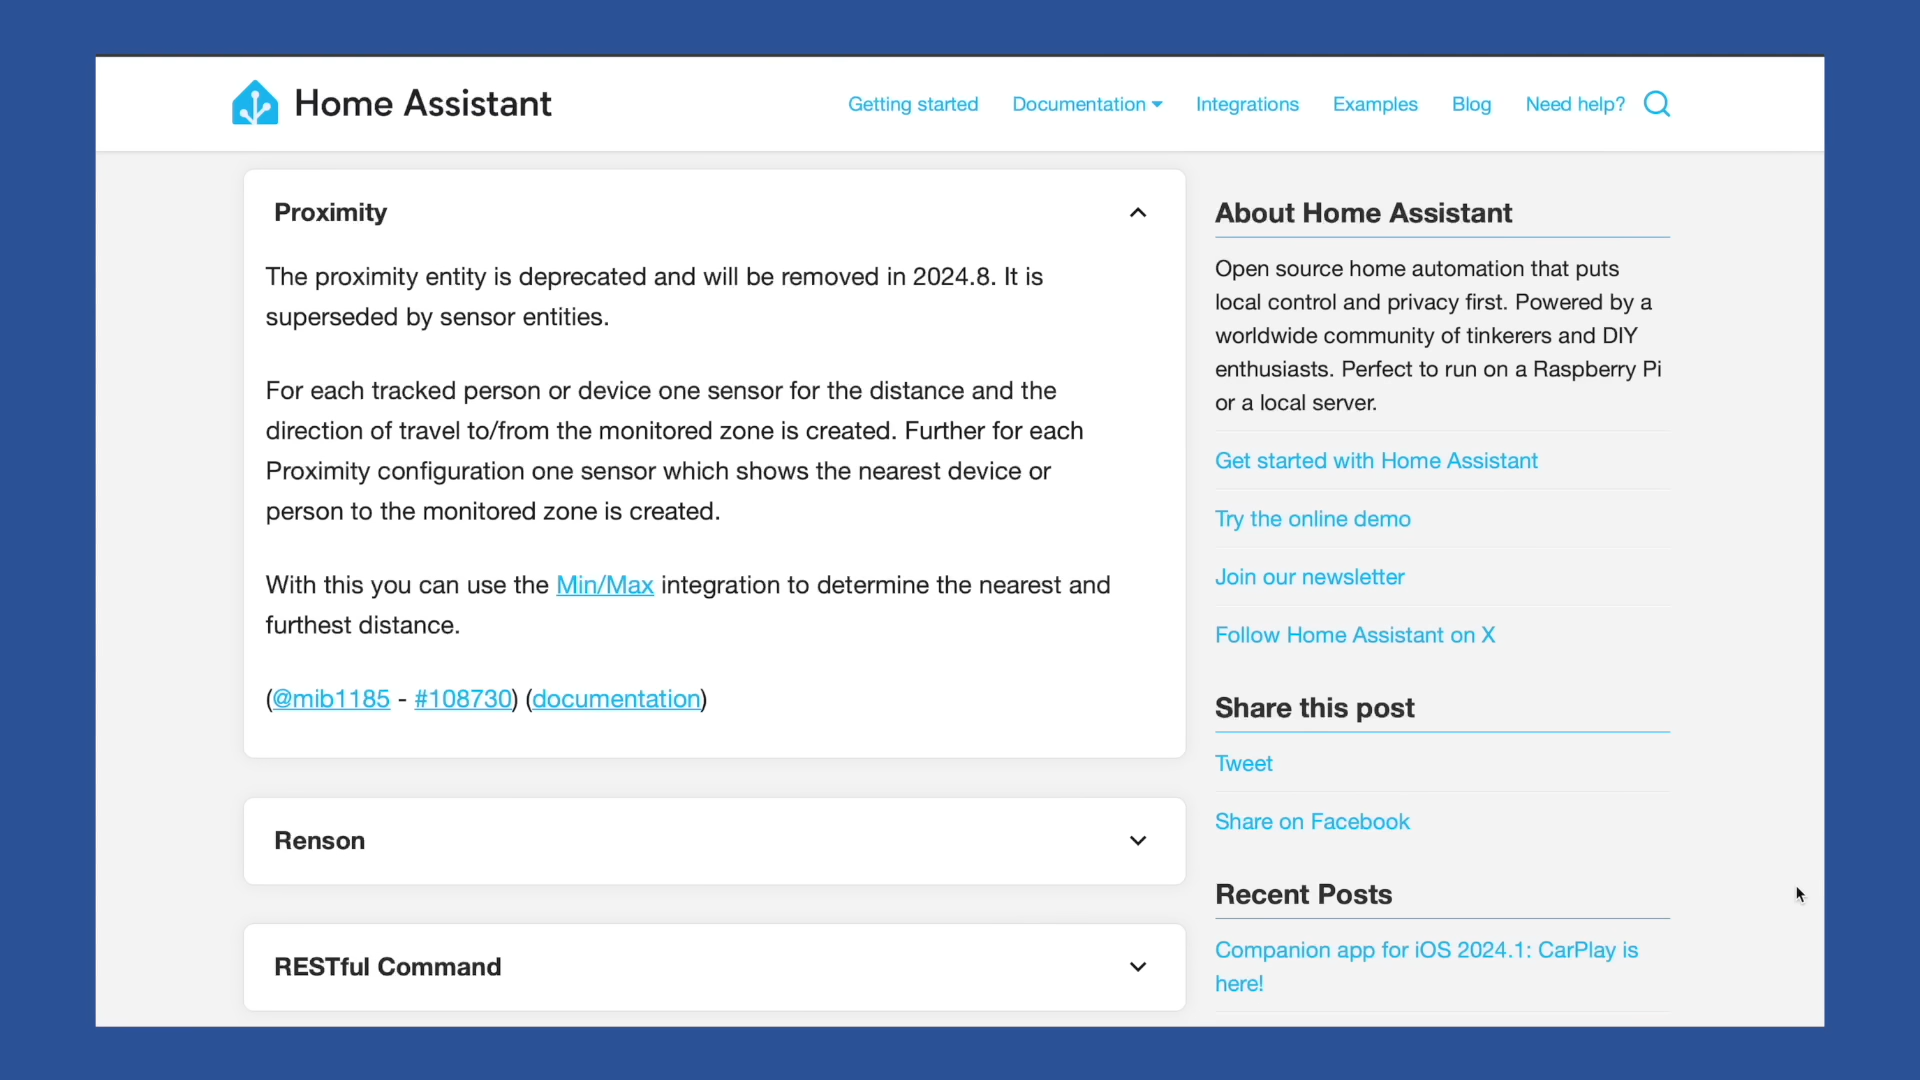 Home Assistant
Getting started
Documentation
Integrations
Examples
Blog
Need help?
Proximity
The proximity entity is deprecated and will be removed in 2024.8. It is
superseded by sensor entities.
For each tracked person or device one sensor for the distance and the
direction of travel to/from the monitored zone is created. Further for each
Proximity configuration one sensor which shows the nearest device or
person to the monitored zone is created.
With this you can use the Min/Max integration to determine the nearest and
furthest distance.
(@mib1185 - #108730) (documentation)
Renson
RESTful Command
About Home Assistant
Open source home automation that puts
local control and privacy first. Powered by a
worldwide community of tinkerers and DIY
enthusiasts. Perfect to run on a Raspberry Pi
or a local server.
Get started with Home Assistant
Try the online demo
Join our newsletter
Follow Home Assistant on X
Share this post
Tweet
Share on Facebook
Recent Posts
Companion app for iOS 2024.1: CarPlay is
here!